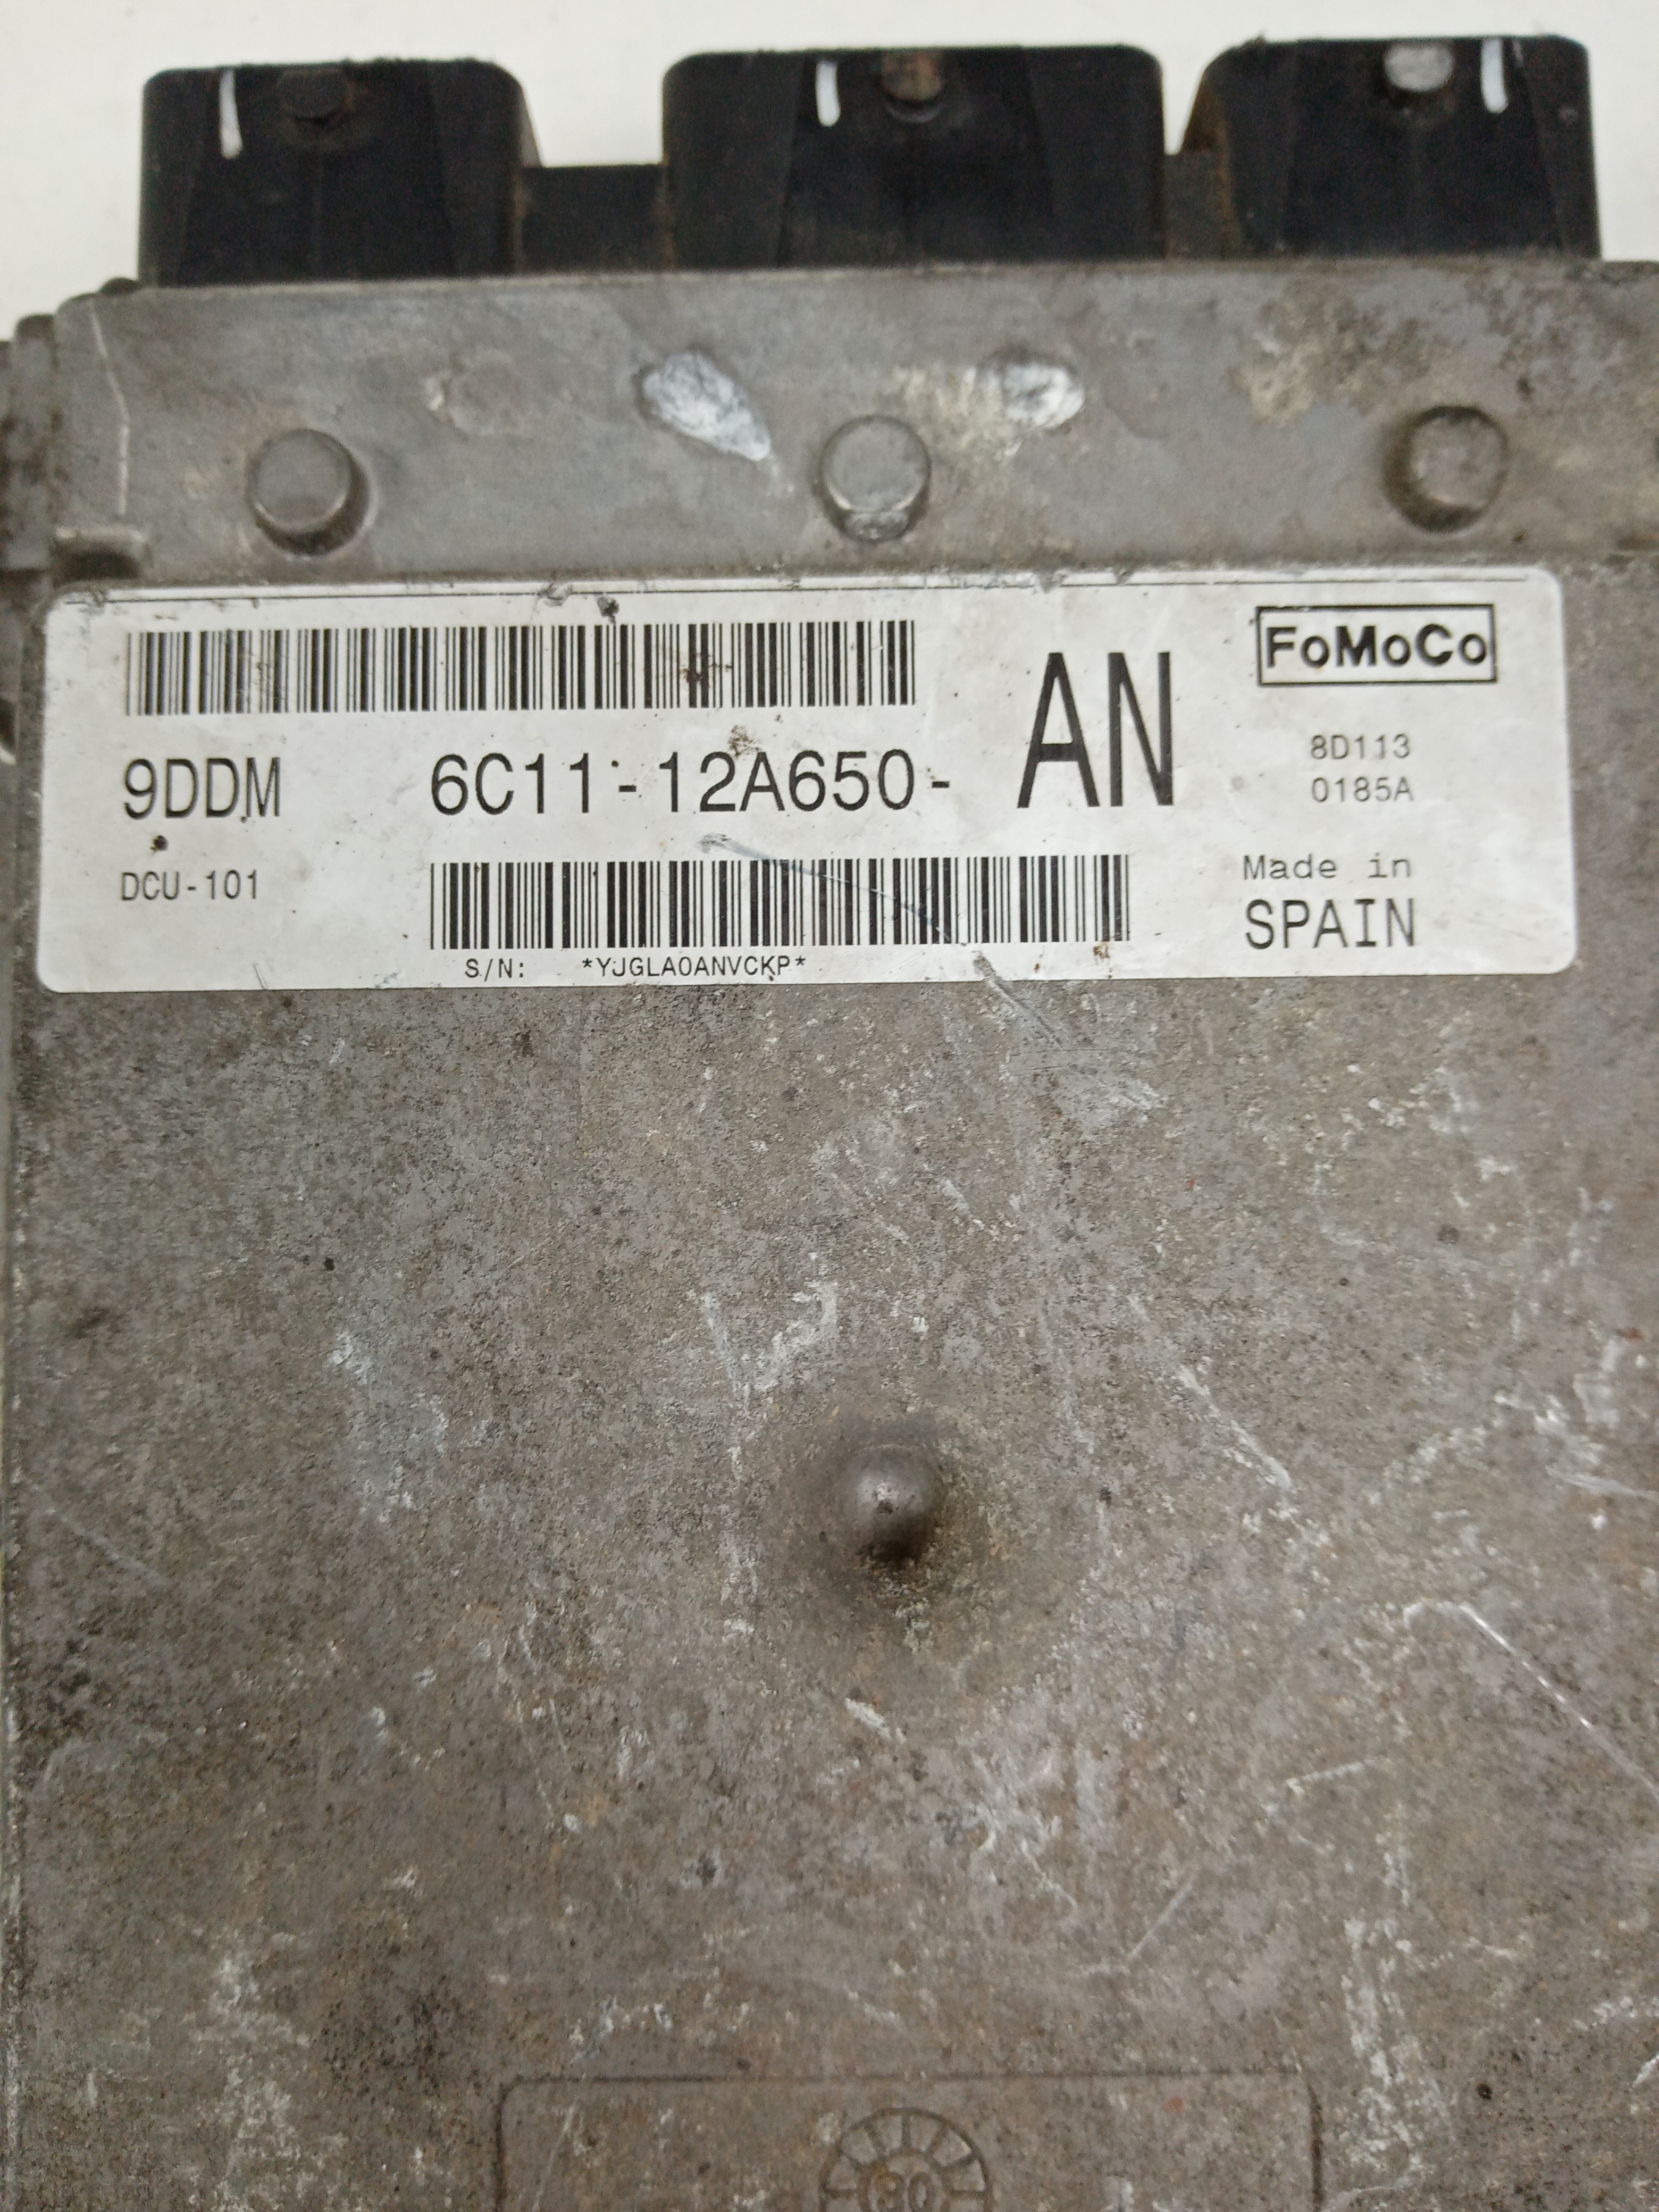 FoMoCo
9DDM 6C11-12A650- AN
8D113
0185A
DCU-101
Made in
SPAIN
S/N: *YJGLA0ANVCKP*